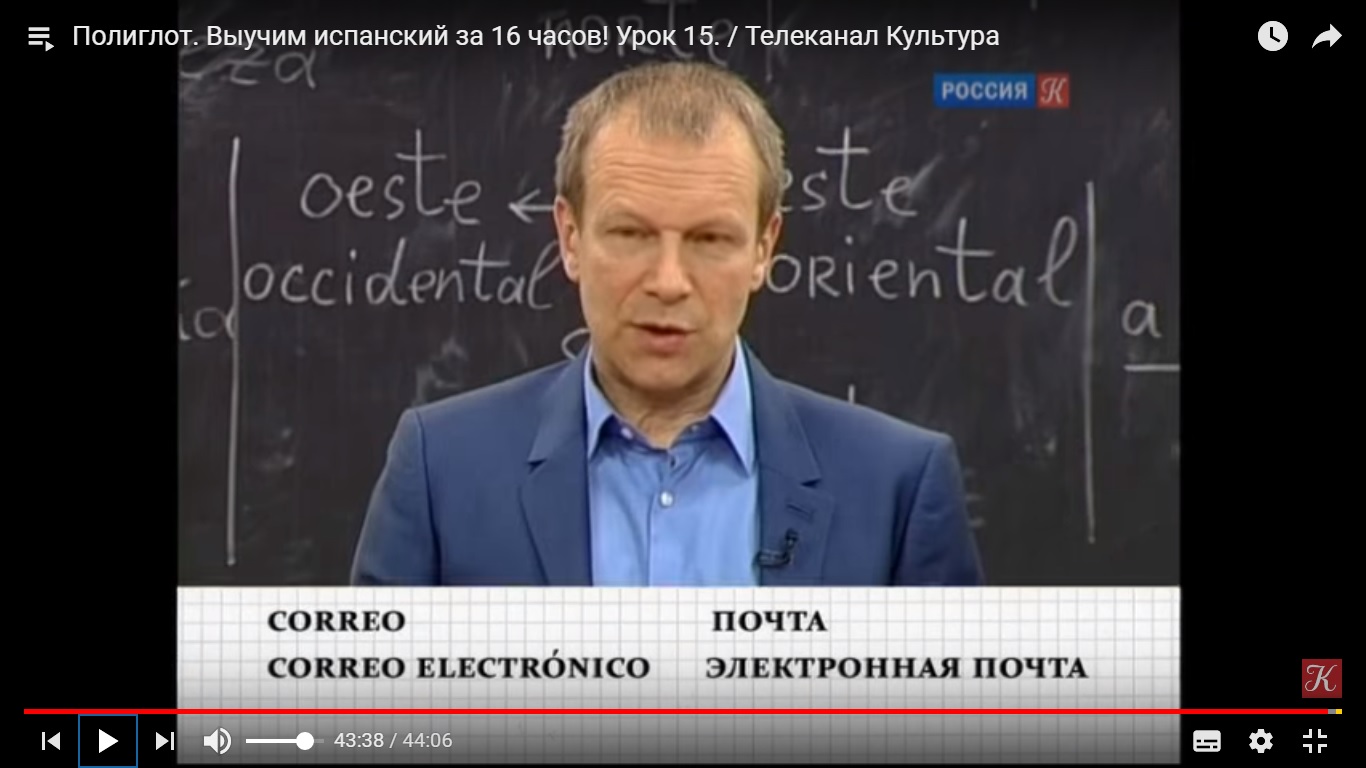 Полиглот. Выучим испанский за 16 часов! Урок 15. / Телеканал Культура
РОССИЯ К
oeste ←
occidental
oriental
a
CORREO ПОЧТА
CORREO ELECTRÓNICO ЭЛЕКТРОННАЯ ПОЧТА
K
43:38 / 44:06